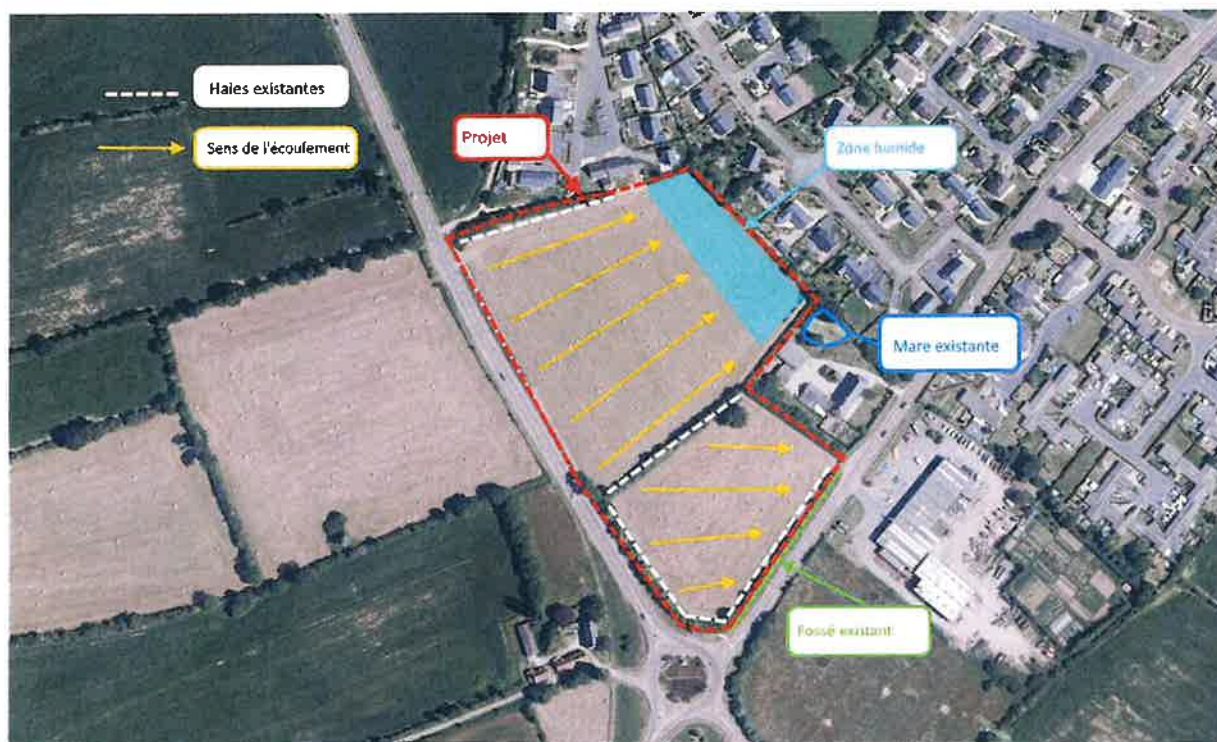 Haies existantes
Sens de l'écoulement
Projet
Zone humide
Mare existante
Fossé existant